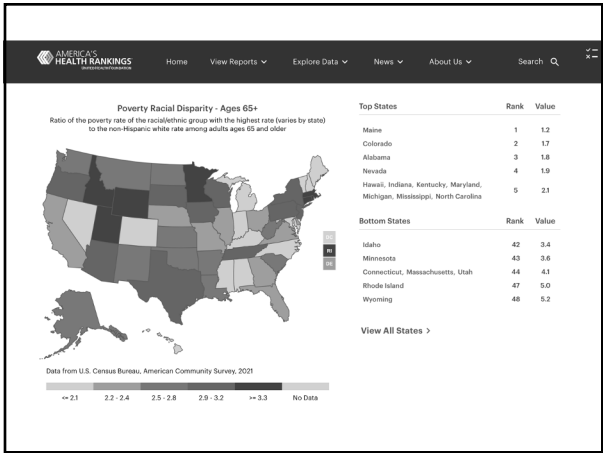 AMERICA'S
HEALTH RANKINGS
UNITED HEALTH FOUNDATION
Home
View Reports
Explore Data
News
About Us
Search
Poverty Racial Disparity - Ages 65+
Ratio of the poverty rate of the racial/ethnic group with the highest rate (varies by state)
to the non-Hispanic white rate among adults ages 65 and older
DC
RI
DE
Data from U.S. Census Bureau, American Community Survey, 2021
<= 2.1
2.2 - 2.4
2.5 - 2.8
2.9 - 3.2
>= 3.3
No Data
Top States Rank Value
Maine 1 1.2
Colorado 2 1.7
Alabama 3 1.8
Nevada 4 1.9
Hawaii, Indiana, Kentucky, Maryland,
Michigan, Mississippi, North Carolina 5 2.1
Bottom States Rank Value
Idaho 42 3.4
Minnesota 43 3.6
Connecticut, Massachusetts, Utah 44 4.1
Rhode Island 47 5.0
Wyoming 48 5.2
View All States >